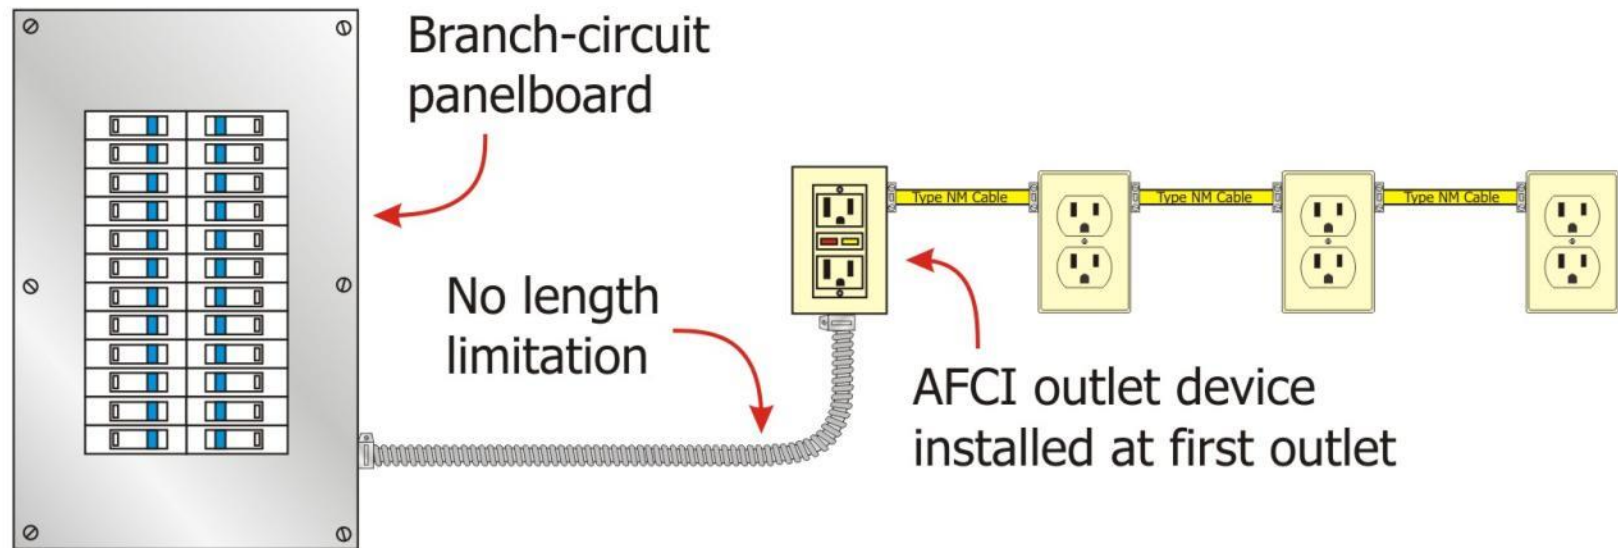 Branch-circuit
panelboard
Type NM Cable
Type NM Cable
Type NM Cable
No length
limitation
AFCI outlet device
installed at first outlet